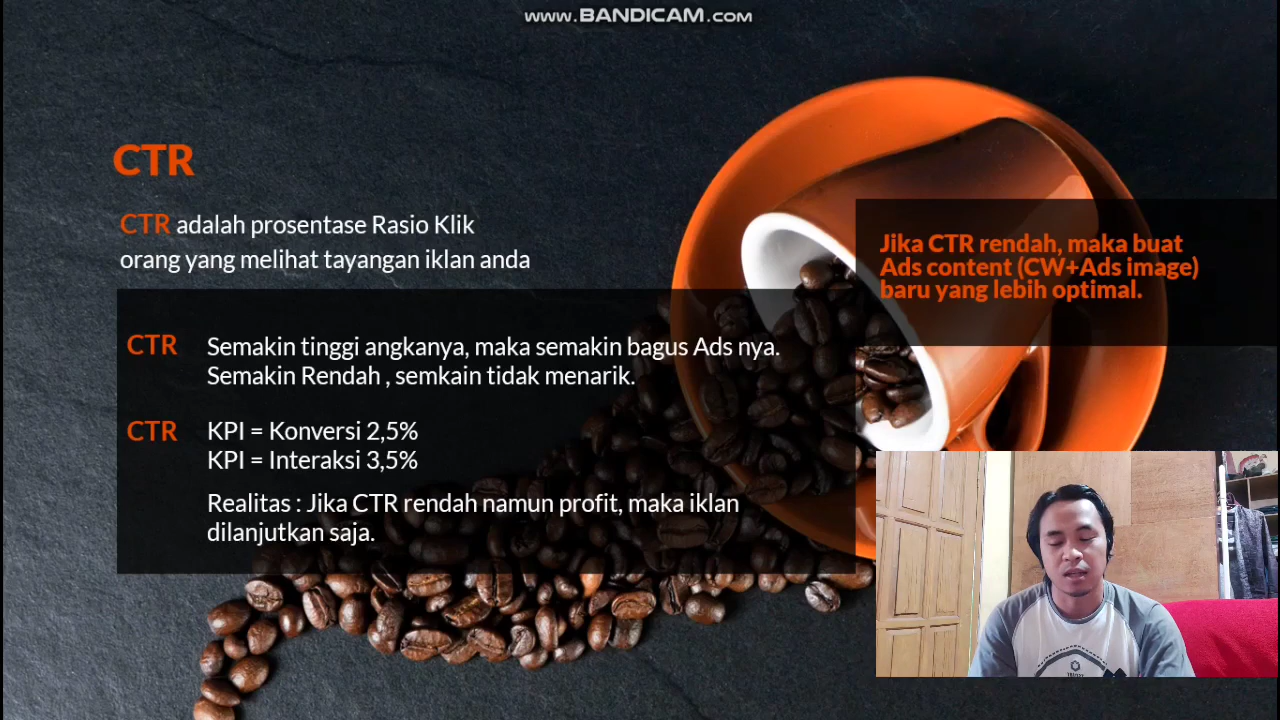 www.BANDICAM.com
CTR
CTR adalah prosentase Rasio Klik
orang yang melihat tayangan iklan anda
Jika CTR rendah, maka buat
Ads content (CW+Ads image)
baru yang lebih optimal.
CTR Semakin tinggi angkanya, maka semakin bagus Ads nya.
Semakin Rendah , semkain tidak menarik.
CTR KPI = Konversi 2,5%
KPI = Interaksi 3,5%
Realitas : Jika CTR rendah namun profit, maka iklan
dilanjutkan saja.